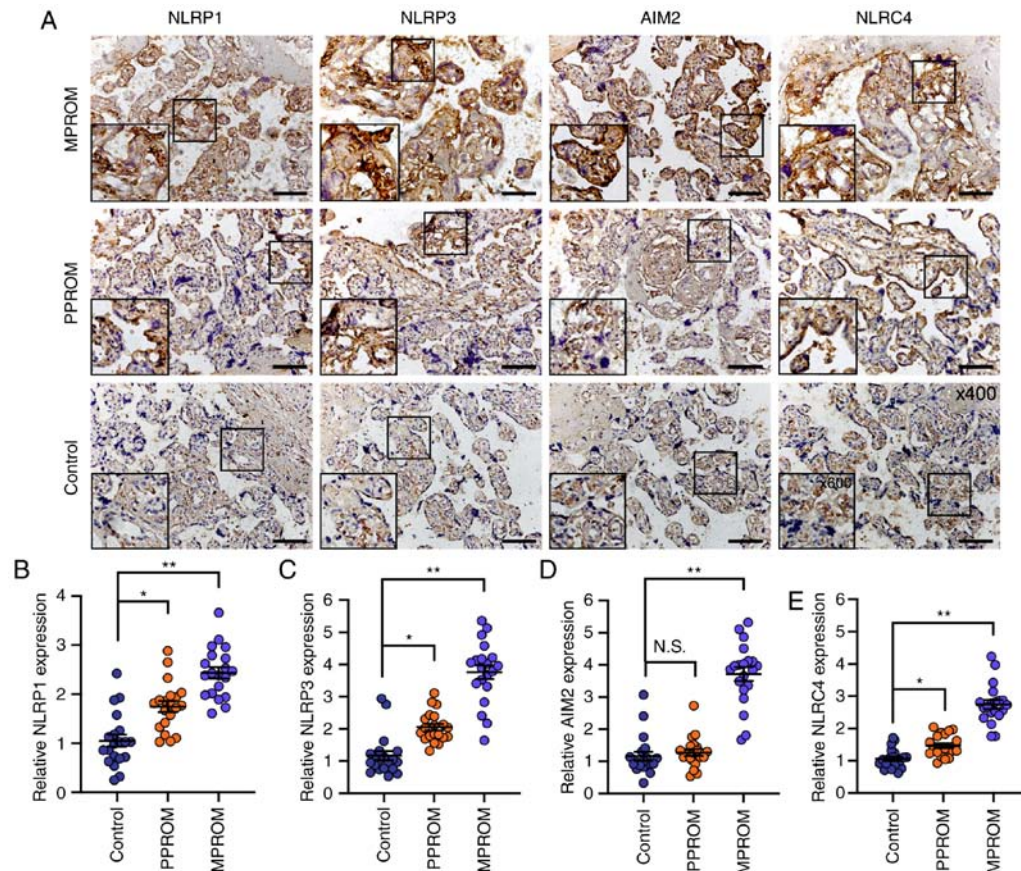 A
NLRP1 NLRP3 AIM2 NLRC4
MPROM
PPROM
Control
x400
x600
B
Relative NLRP1 expression
4
3
2
1
0
*
**
Control
PPROM
MPROM
C
Relative NLRP3 expression
6
5
4
3
2
1
0
*
**
Control
PPROM
MPROM
D
Relative AIM2 expression
6
5
4
3
2
1
0
N.S.
**
Control
PPROM
MPROM
E
Relative NLRC4 expression
6
5
4
3
2
1
0
*
**
Control
PPROM
MPROM